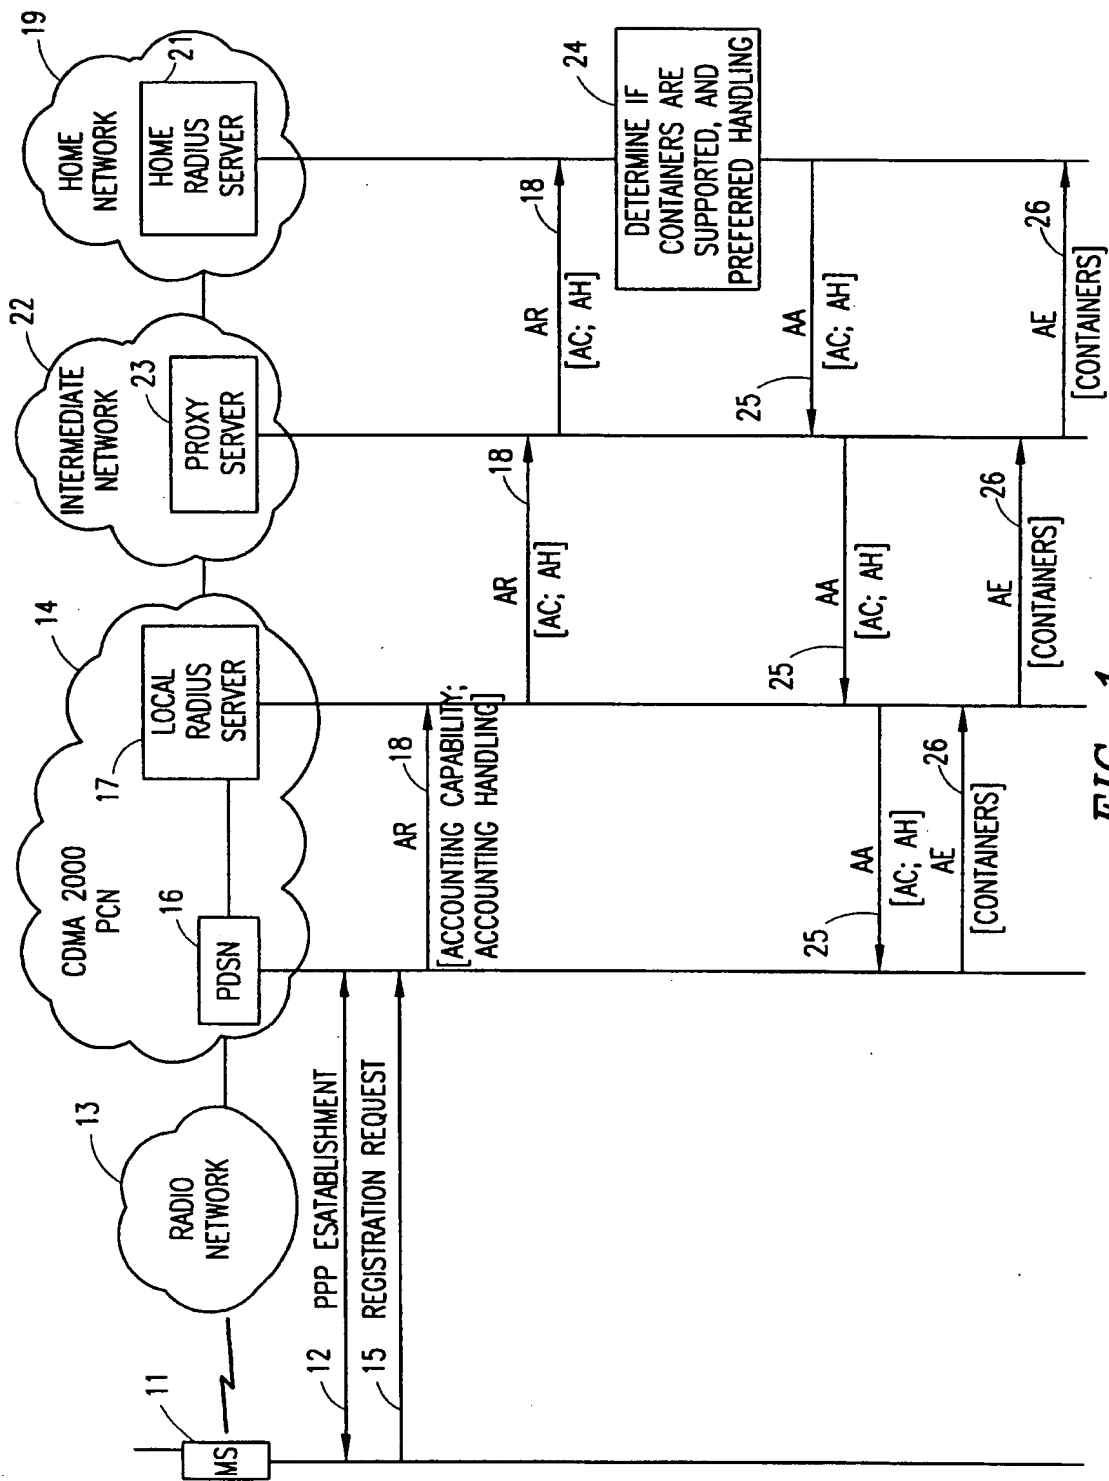 11
MS
13
RADIO
NETWORK
14
CDMA 2000
PCN
16
PDSN
17
LOCAL
RADIUS
SERVER
22
INTERMEDIATE
NETWORK
23
PROXY
SERVER
19
HOME
NETWORK
21
HOME
RADIUS
SERVER
12
PPP ESATABLISHMENT
15
REGISTRATION REQUEST
AR
18
[ACCOUNTING CAPABILITY;
ACCOUNTING HANDLING]
AR
18
[AC; AH]
AR
18
[AC; AH]
24
DETERMINE IF
CONTAINERS ARE
SUPPORTED, AND
PREFERRED HANDLING
25
AA
[AC; AH]
25
AA
[AC; AH]
25
AA
[AC; AH]
AE
26
[CONTAINERS]
AE
26
[CONTAINERS]
AE
26
[CONTAINERS]